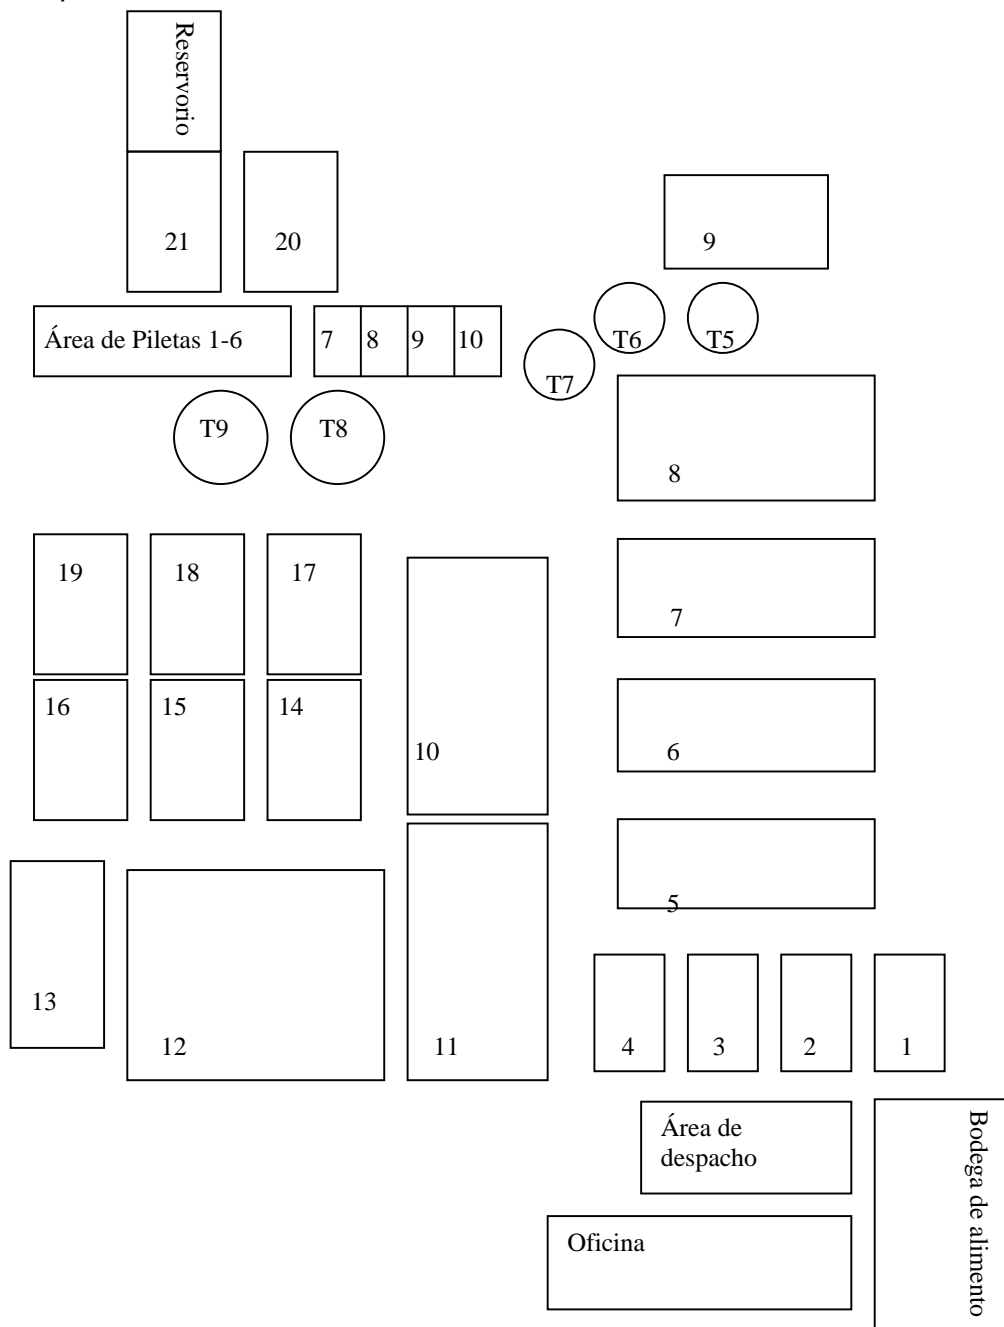 Reservorio
21
20
9
Área de Piletas 1-6
7
8
9
10
T7
T6
T5
T9
T8
8
19
18
17
7
16
15
14
10
6
5
13
12
11
4
3
2
1
Área de
despacho
Bodega de alimento
Oficina